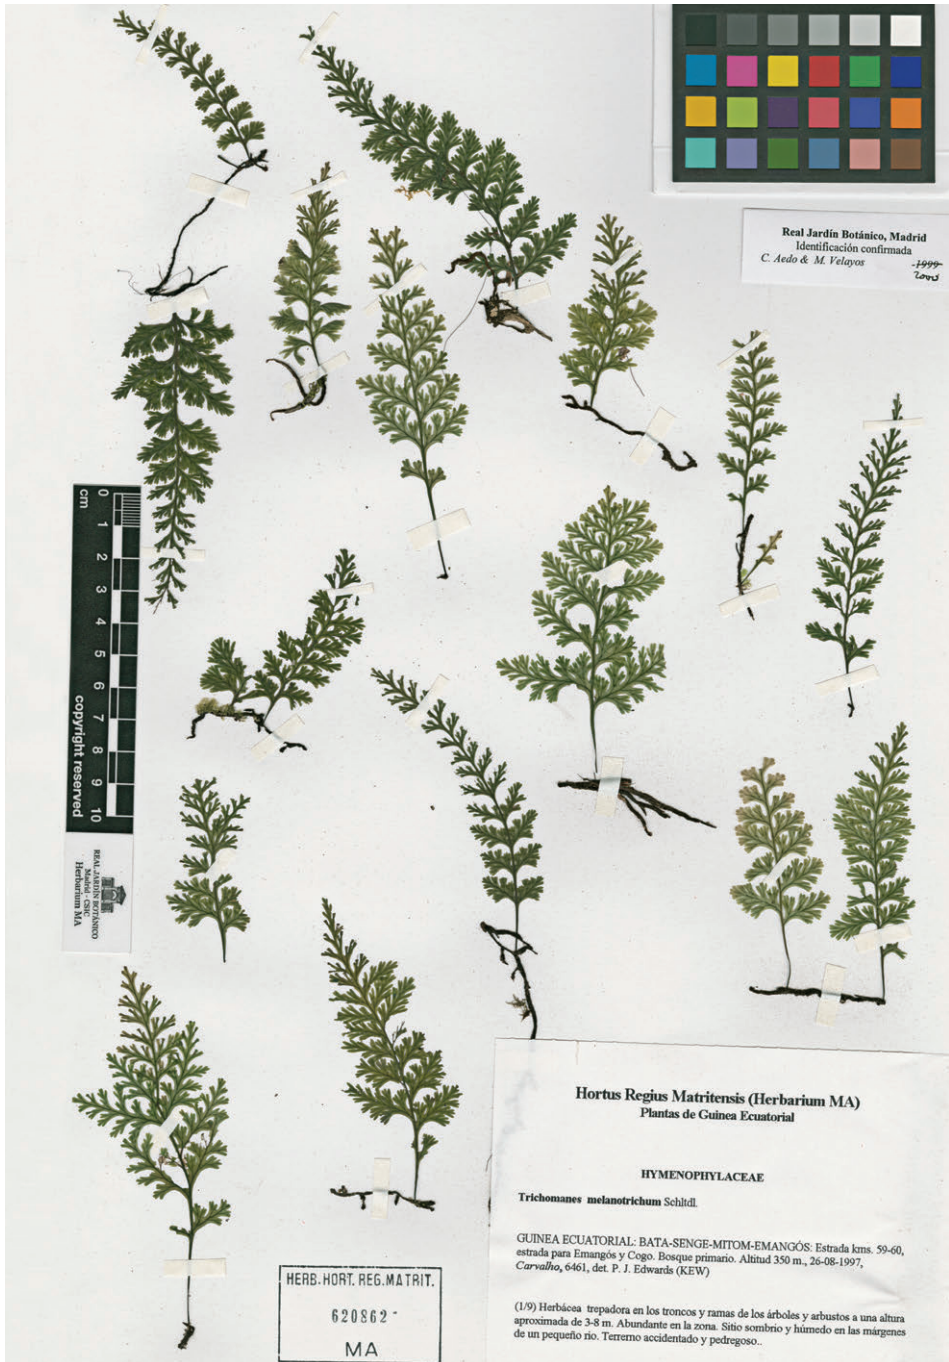 Real Jardín Botánico, Madrid
Identificación confirmada
C. Aedo & M. Velayos
1999
2000
0
cm
1
2
3
4
5
6
7
8
9
10
copyright reserved
REAL JARDÍN BOTÁNICO
Madrid - CSIC
Herbarium MA
Hortus Regius Matritensis (Herbarium MA)
Plantas de Guinea Ecuatorial
HYMENOPHYLACEAE
Trichomanes melanotrichum Schltdl.
GUINEA ECUATORIAL: BATA-SENGE-MITOM-EMANGÓS: Estrada kms. 59-60,
estrada para Emangós y Cogo. Bosque primario. Altitud 350 m., 26-08-1997,
Carvalho, 6461, det. P. J. Edwards (KEW)
(1/9) Herbácea trepadora en los troncos y ramas de los árboles y arbustos a una altura
aproximada de 3-8 m. Abundante en la zona. Sitio sombrio y húmedo en las márgenes
de un pequeño rio. Terremo accidentado y pedregoso..
HERB. HORT. REG. MATRIT.
620862
MA